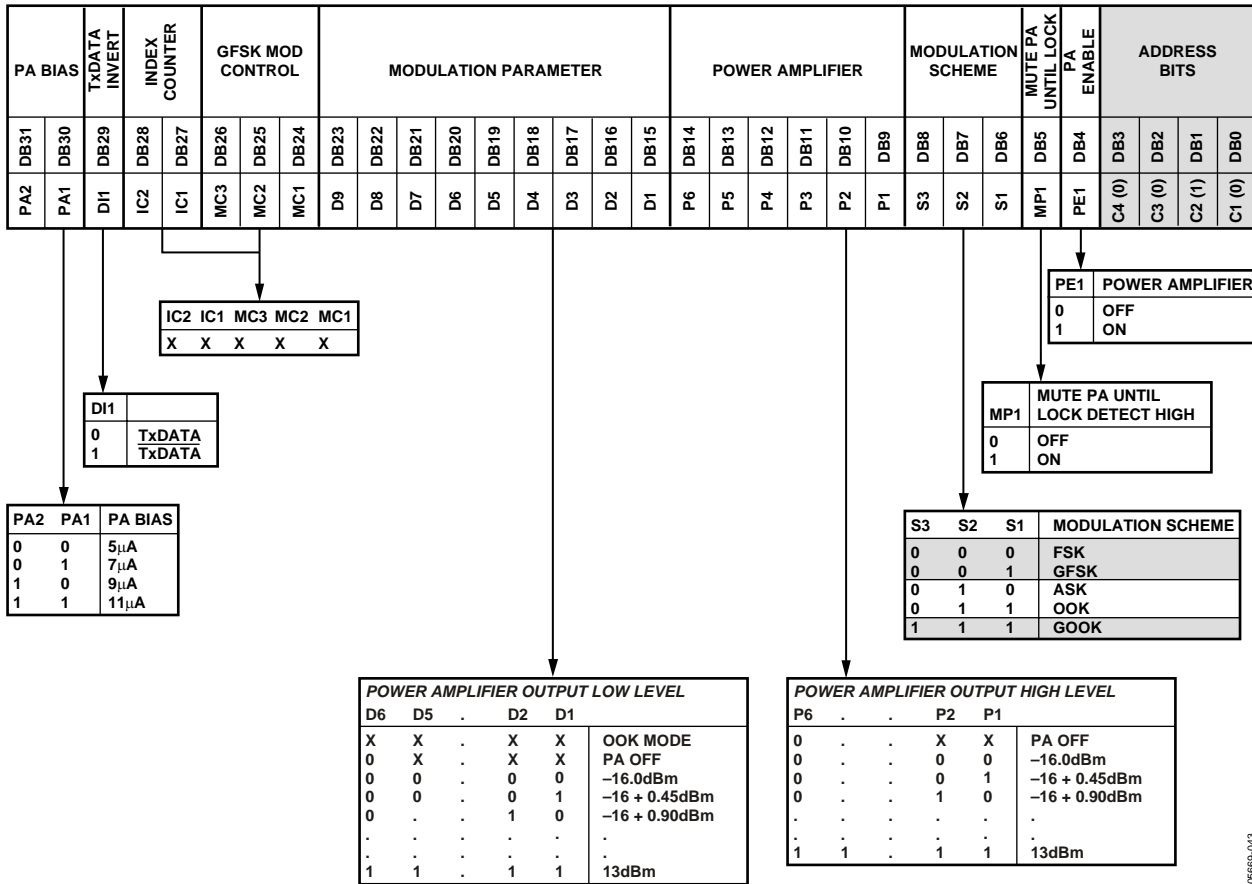 PA BIAS
TxDATA INVERT
INDEX COUNTER
GFSK MOD CONTROL
MODULATION PARAMETER
POWER AMPLIFIER
MODULATION SCHEME
MUTE PA UNTIL LOCK
PA ENABLE
ADDRESS BITS
DB31 DB30 DB29 DB28 DB27 DB26 DB25 DB24 DB23 DB22 DB21 DB20 DB19 DB18 DB17 DB16 DB15 DB14 DB13 DB12 DB11 DB10 DB9 DB8 DB7 DB6 DB5 DB4 DB3 DB2 DB1 DB0
PA2 PA1 DI1 IC2 IC1 MC3 MC2 MC1 D9 D8 D7 D6 D5 D4 D3 D2 D1 P6 P5 P4 P3 P2 P1 S3 S2 S1 MP1 PE1 C4 (0) C3 (0) C2 (1) C1 (0)
PE1 POWER AMPLIFIER
0 OFF
1 ON
IC2 IC1 MC3 MC2 MC1
X X X X X
MP1 MUTE PA UNTIL LOCK DETECT HIGH
0 OFF
1 ON
DI1
0 TxDATA
1 TxDATA
PA2 PA1 PA BIAS
0 0 5µA
0 1 7µA
1 0 9µA
1 1 11µA
S3 S2 S1 MODULATION SCHEME
0 0 0 FSK
0 0 1 GFSK
0 1 0 ASK
0 1 1 OOK
1 1 1 GOOK
POWER AMPLIFIER OUTPUT LOW LEVEL
D6 D5 . D2 D1
X X . X X OOK MODE
0 X . X X PA OFF
0 0 . 0 0 –16.0dBm
0 0 . 0 1 –16 + 0.45dBm
0 . . 1 0 –16 + 0.90dBm
. . . . . .
. . . . . .
1 1 . 1 1 13dBm
POWER AMPLIFIER OUTPUT HIGH LEVEL
P6 . . P2 P1
0 . . X X PA OFF
0 . . 0 0 –16.0dBm
0 . . 0 1 –16 + 0.45dBm
0 . . 1 0 –16 + 0.90dBm
. . . . . .
. . . . . .
1 1 . 1 1 13dBm
05669-043